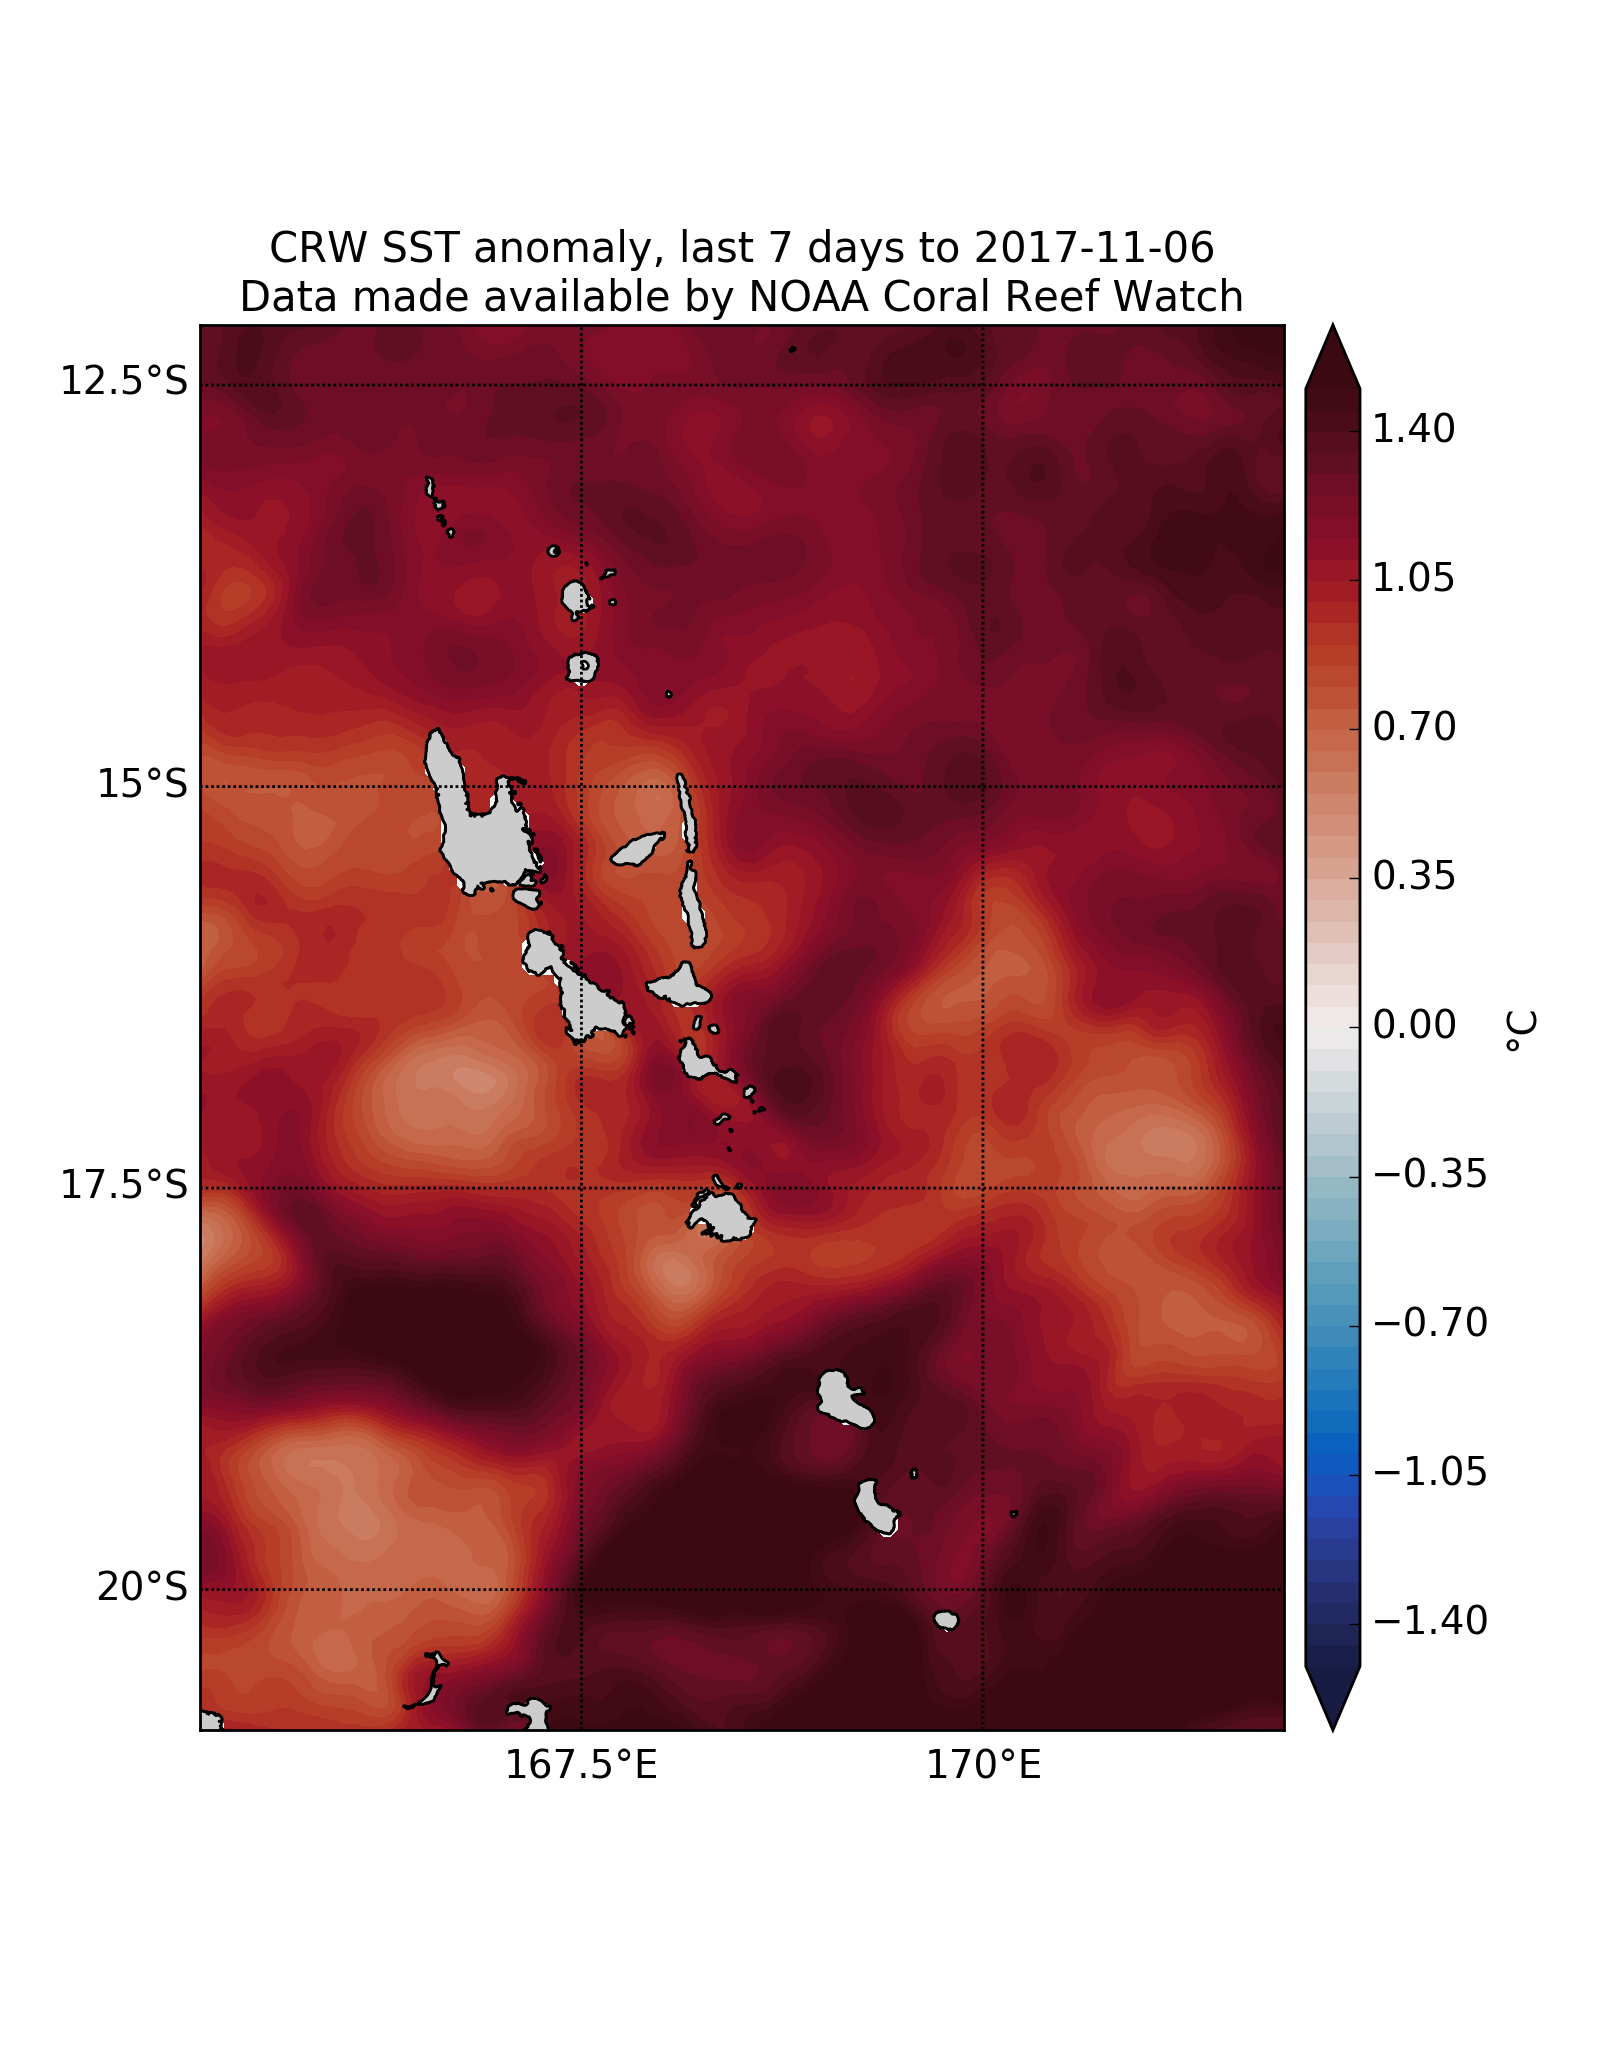 CRW SST anomaly, last 7 days to 2017-11-06
Data made available by NOAA Coral Reef Watch
12.5°S
15°S
17.5°S
20°S
167.5°E
170°E
1.40
1.05
0.70
0.35
0.00
−0.35
−0.70
−1.05
−1.40
°C